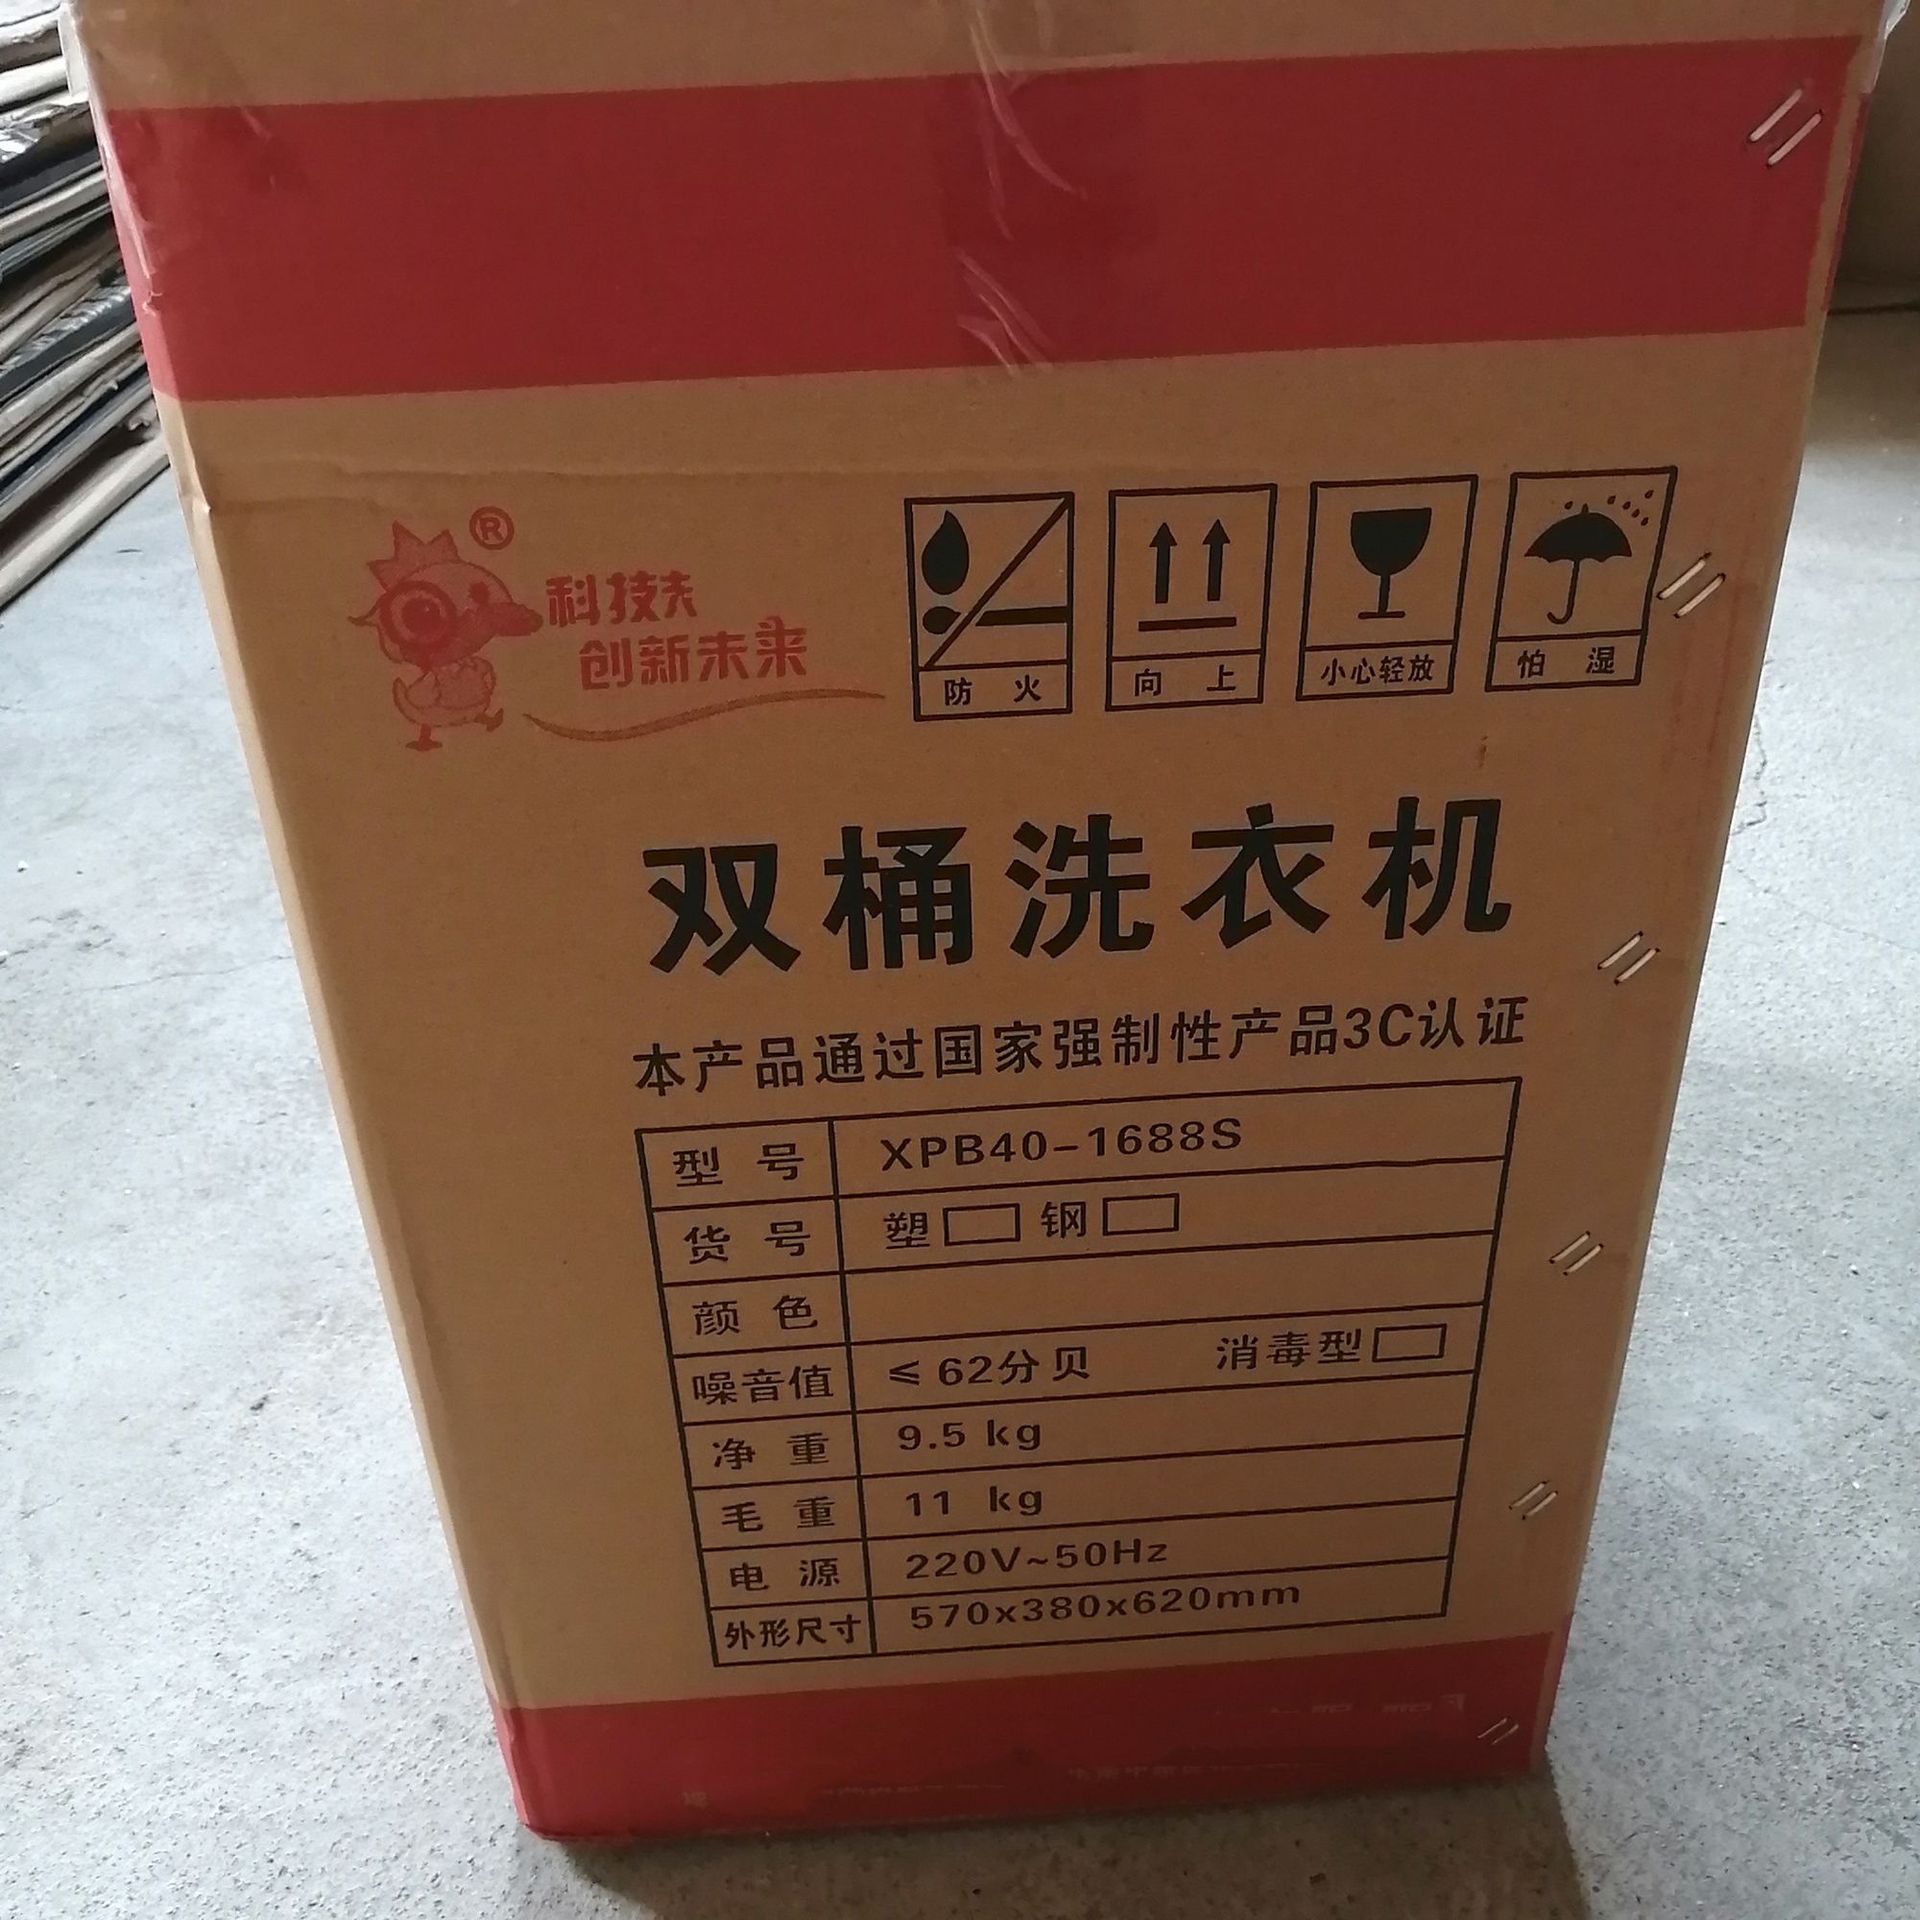 ®
科技
创新未来
防火
向上
小心轻放
怕湿
双桶洗衣机
本产品通过国家强制性产品3C认证
型号 XPB40-1688S
货号 塑 钢
颜色
噪音值 ≤62分贝 消毒型
净重 9.5 kg
毛重 11 kg
电源 220V~50Hz
外形尺寸 570x380x620mm